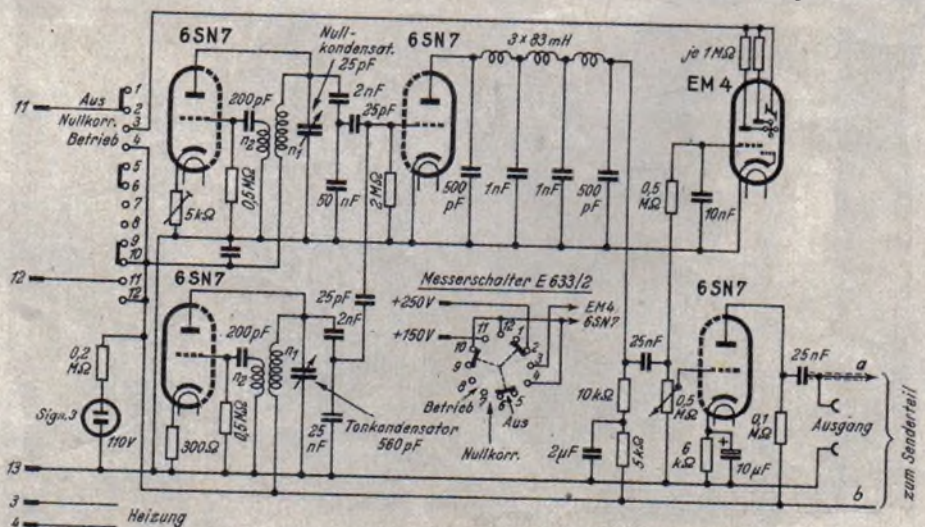 6SN7
Null-
kondensat.
25pF
6SN7
3 x 83mH
je 1MΩ
EM 4
11
Aus
Nullkorr.
Betrieb
1
2
3
4
5
6
7
8
9
10
11
12
12
200pF
n2
n1
2nF
25pF
5kΩ
0,5MΩ
50 nF
2MΩ
500 pF
1nF
1nF
500 pF
0,5 MΩ
10nF
6SN7
200pF
n2
n1
25pF
2nF
Messerschalter E 633/2
+250V
+150V
EM4
6SN7
11
12
1
2
3
4
5
6
8
9
10
Betrieb
Aus
Nullkorr.
6SN7
25nF
25nF
a
0,2 MΩ
Sign.3
110V
300Ω
0,5MΩ
25 nF
Tonkondensator
560pF
10kΩ
2µF
5kΩ
0,5 MΩ
6 kΩ
+
10µF
0,1 MΩ
Ausgang
zum Senderteil
b
13
3
Heizung
4